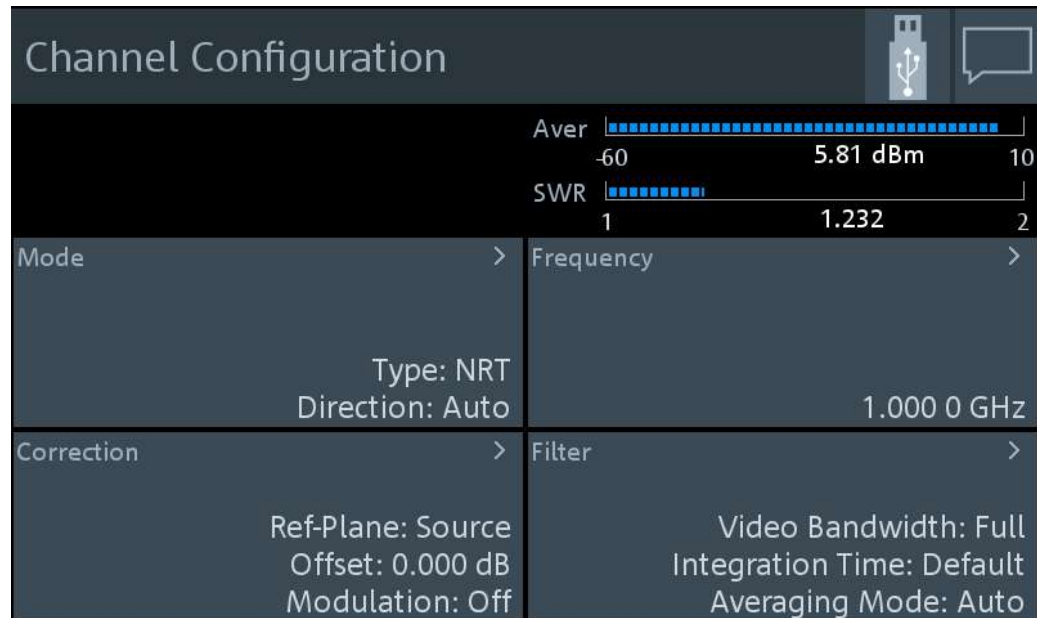 Channel Configuration
Aver
-60 5.81 dBm 10
SWR
1 1.232 2
Mode >
Type: NRT
Direction: Auto
Frequency >
1.000 0 GHz
Correction >
Ref-Plane: Source
Offset: 0.000 dB
Modulation: Off
Filter >
Video Bandwidth: Full
Integration Time: Default
Averaging Mode: Auto